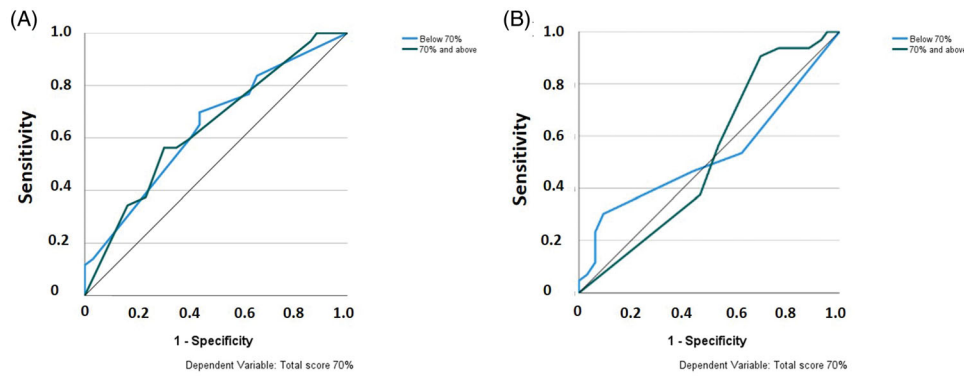 (A)
Below 70%
70% and above
1.0
0.8
0.6
0.4
0.2
0
Sensitivity
0 0.2 0.4 0.6 0.8 1.0
1 - Specificity
Dependent Variable: Total score 70%
(B)
Below 70%
70% and above
1.0
0.8
0.6
0.4
0.2
0
Sensitivity
0 0.2 0.4 0.6 0.8 1.0
1 - Specificity
Dependent Variable: Total score 70%